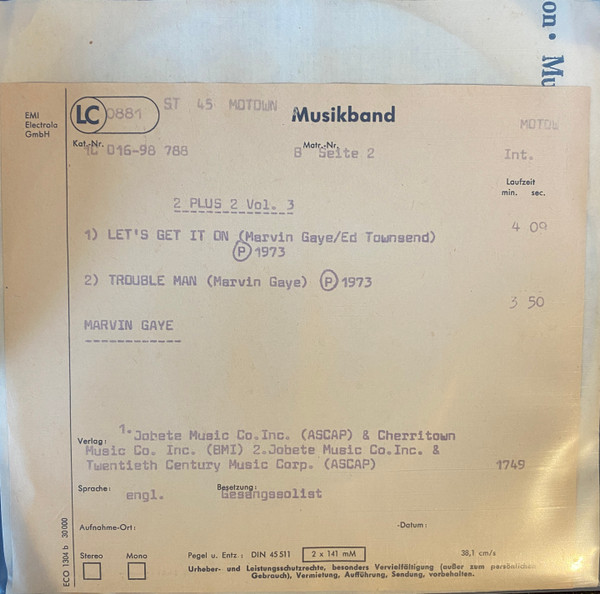 on • Mu
EMI
Electrola
GmbH
LC 0881
ST 45 MOTOWN
Musikband
MOTOW
Kat.-Nr.
1C 016-98 788
Matr.-Nr.
B Seite 2
Int.
Laufzeit
min. sec.
2 PLUS 2 Vol. 3
4 09
1) LET'S GET IT ON (Marvin Gaye/Ed Townsend)
Ⓟ 1973
2) TROUBLE MAN (Marvin Gaye) Ⓟ 1973
3 50
MARVIN GAYE
Verlag: 1. Jobete Music Co.Inc. (ASCAP) & Cherritown
Music Co. Inc. (BMI) 2.Jobete Music Co.Inc. &
Twentieth Century Music Corp. (ASCAP)
1749
Sprache: engl.
Besetzung: Gesangssolist
Aufnahme-Ort:
-Datum:
Stereo
Mono
Pegel u. Entz.: DIN 45 511
2 x 141 mM
38,1 cm/s
Urheber- und Leistungsschutzrechte, besonders Vervielfältigung (außer zum persönlichen
Gebrauch), Vermietung, Aufführung, Sendung, vorbehalten.
ECO 1304 b 30 000